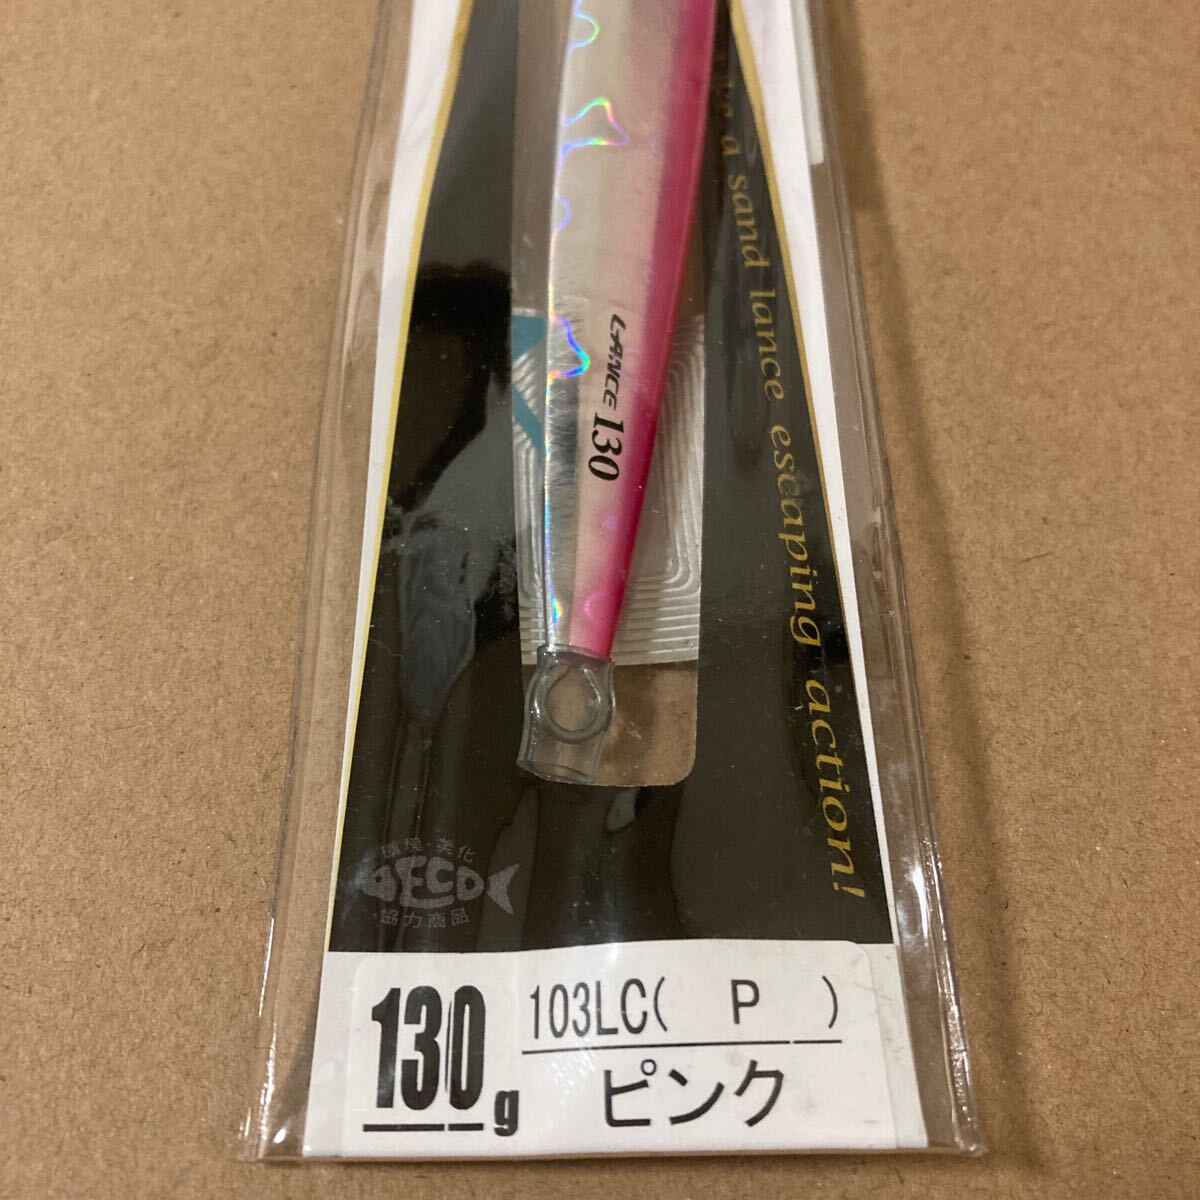 a sand lance escaping action!
LANCE 130
環境・美化
ECO
協力商品
130g
103LC( P )
ピンク